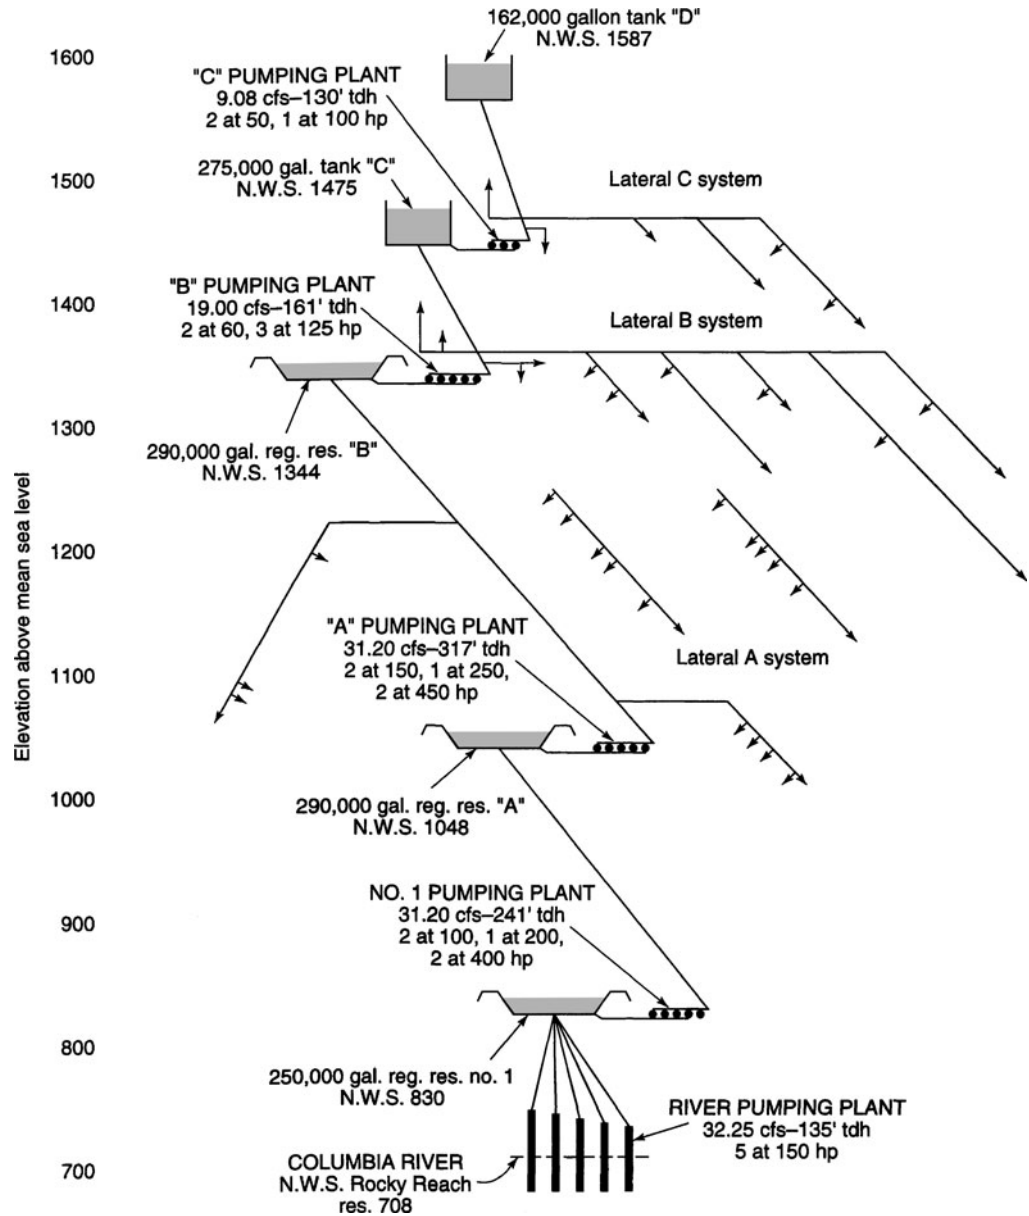 162,000 gallon tank "D"
N.W.S. 1587
1600
"C" PUMPING PLANT
9.08 cfs–130' tdh
2 at 50, 1 at 100 hp
275,000 gal. tank "C"
N.W.S. 1475
1500
Lateral C system
"B" PUMPING PLANT
19.00 cfs–161' tdh
2 at 60, 3 at 125 hp
1400
Lateral B system
1300
290,000 gal. reg. res. "B"
N.W.S. 1344
Elevation above mean sea level
1200
"A" PUMPING PLANT
31.20 cfs–317' tdh
2 at 150, 1 at 250,
2 at 450 hp
Lateral A system
1100
1000
290,000 gal. reg. res. "A"
N.W.S. 1048
NO. 1 PUMPING PLANT
31.20 cfs–241' tdh
2 at 100, 1 at 200,
2 at 400 hp
900
800
250,000 gal. reg. res. no. 1
N.W.S. 830
RIVER PUMPING PLANT
32.25 cfs–135' tdh
5 at 150 hp
700
COLUMBIA RIVER
N.W.S. Rocky Reach
res. 708